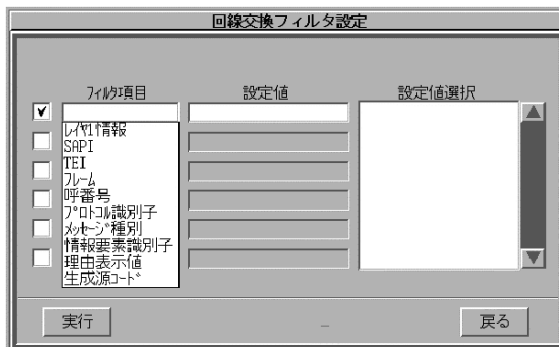 回線交換フィルタ設定
ﾌｨﾙﾀ項目 設定値 設定値選択
ﾚｲﾔ1情報
SAPI
TEI
ﾌﾚｰﾑ
呼番号
ﾌﾟﾛﾄｺﾙ識別子
ﾒｯｾｰｼﾞ種別
情報要素識別子
理由表示値
生成源ｺｰﾄﾞ
実行 戻る